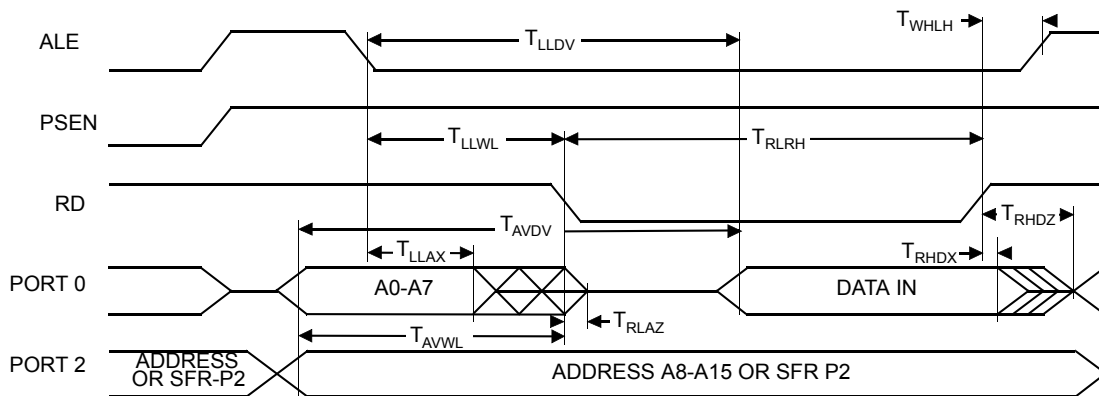 T_WHLH
ALE
T_LLDV
PSEN
T_LLWL
T_RLRH
RD
T_AVDV
T_RHDZ
T_LLAX
T_RHDX
PORT 0
A0-A7
DATA IN
T_RLAZ
T_AVWL
PORT 2
ADDRESS
OR SFR-P2
ADDRESS A8-A15 OR SFR P2